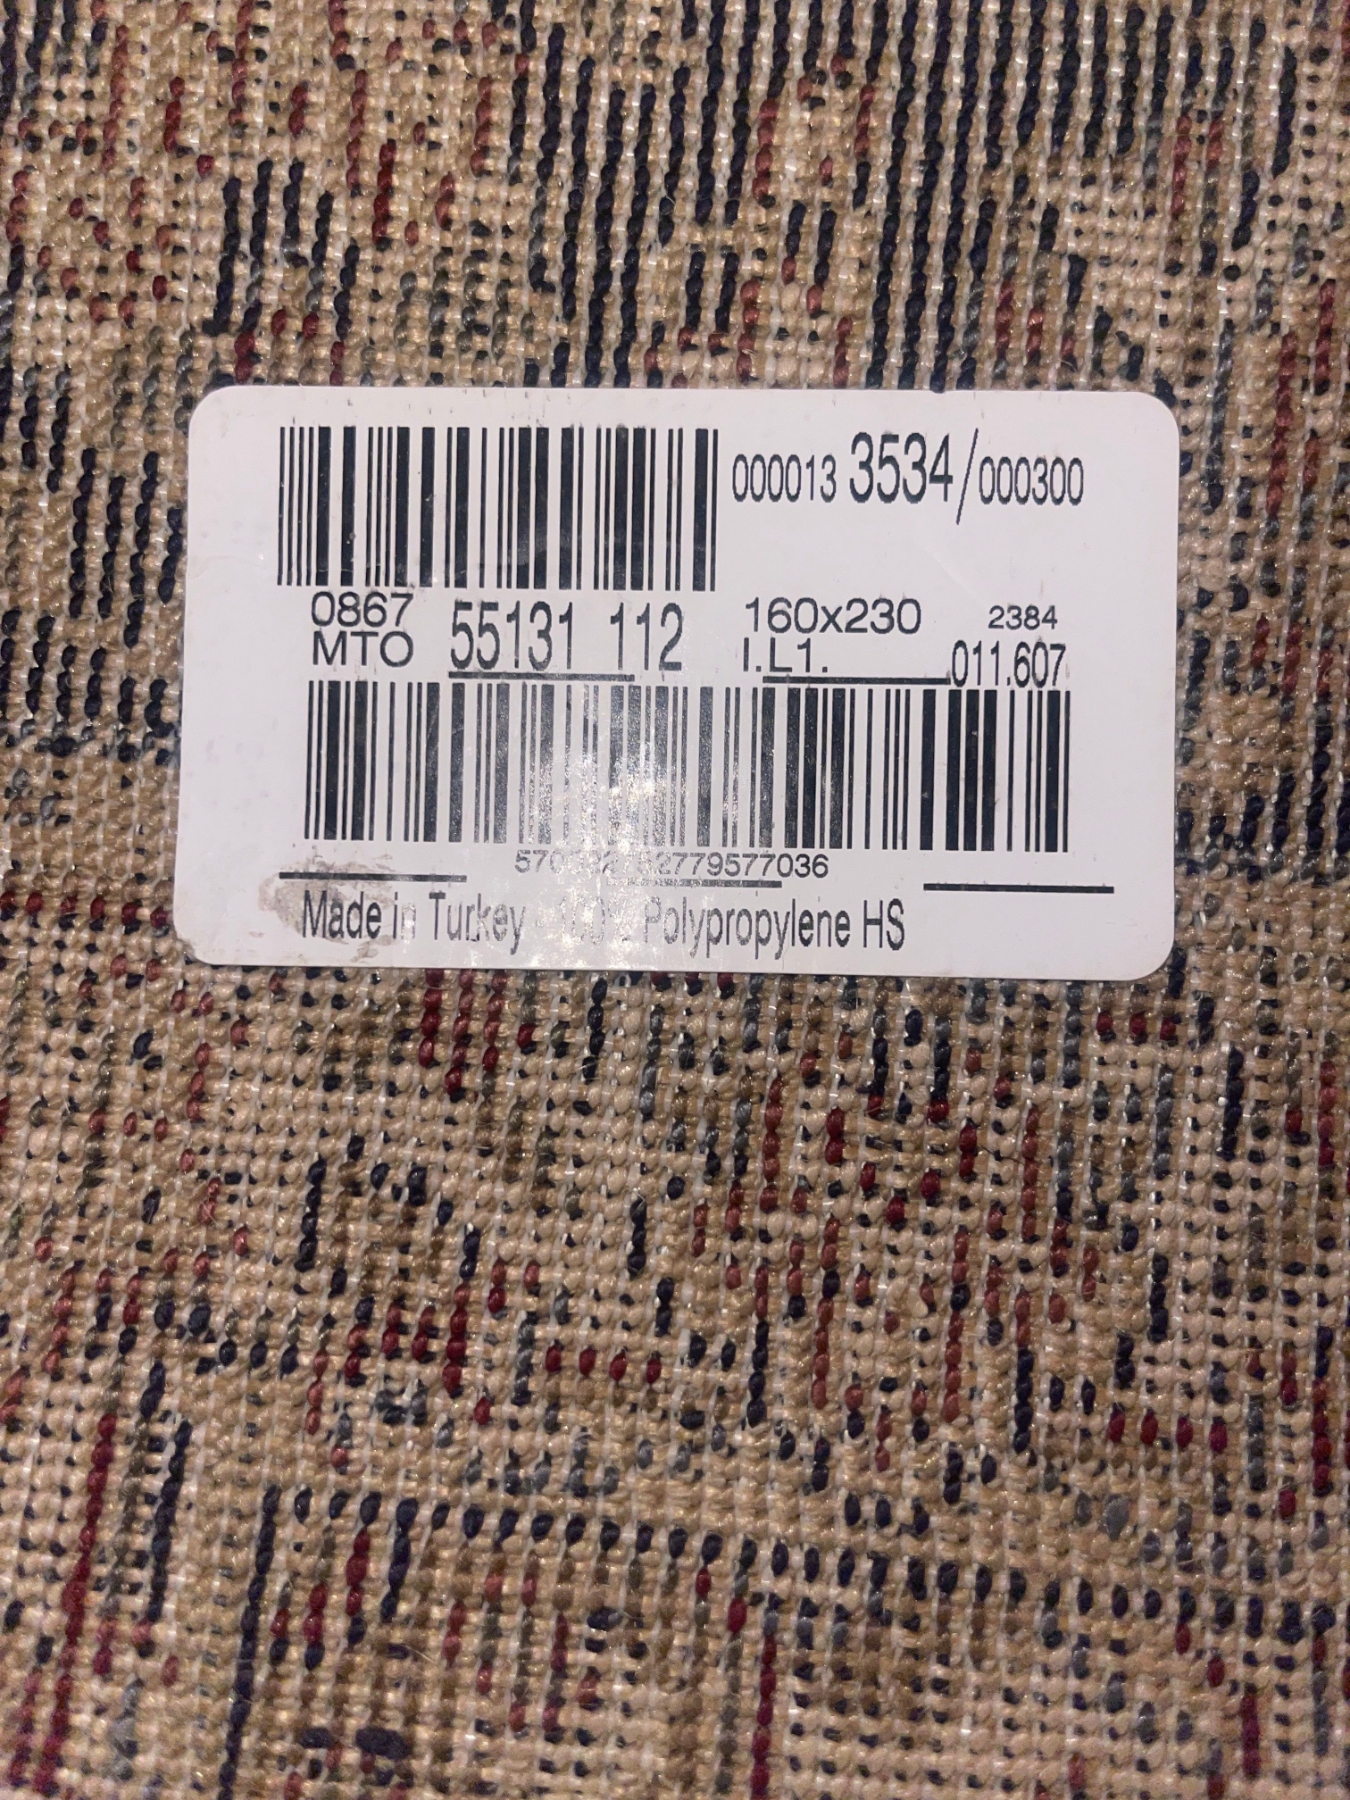 000013 3534/000300
0867 55131 112 160x230 2384
MTO I.L1. 011.607
Made in Turkey Polypropylene HS